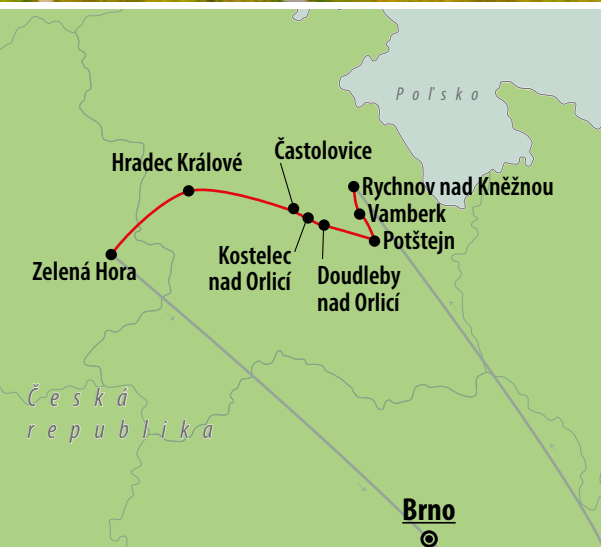 Poľsko
Častolovice
Hradec Králové
Rychnov nad Kněžnou
Vamberk
Potštejn
Kostelec
nad Orlicí
Doudleby
nad Orlicí
Zelená Hora
Česká
republika
Brno